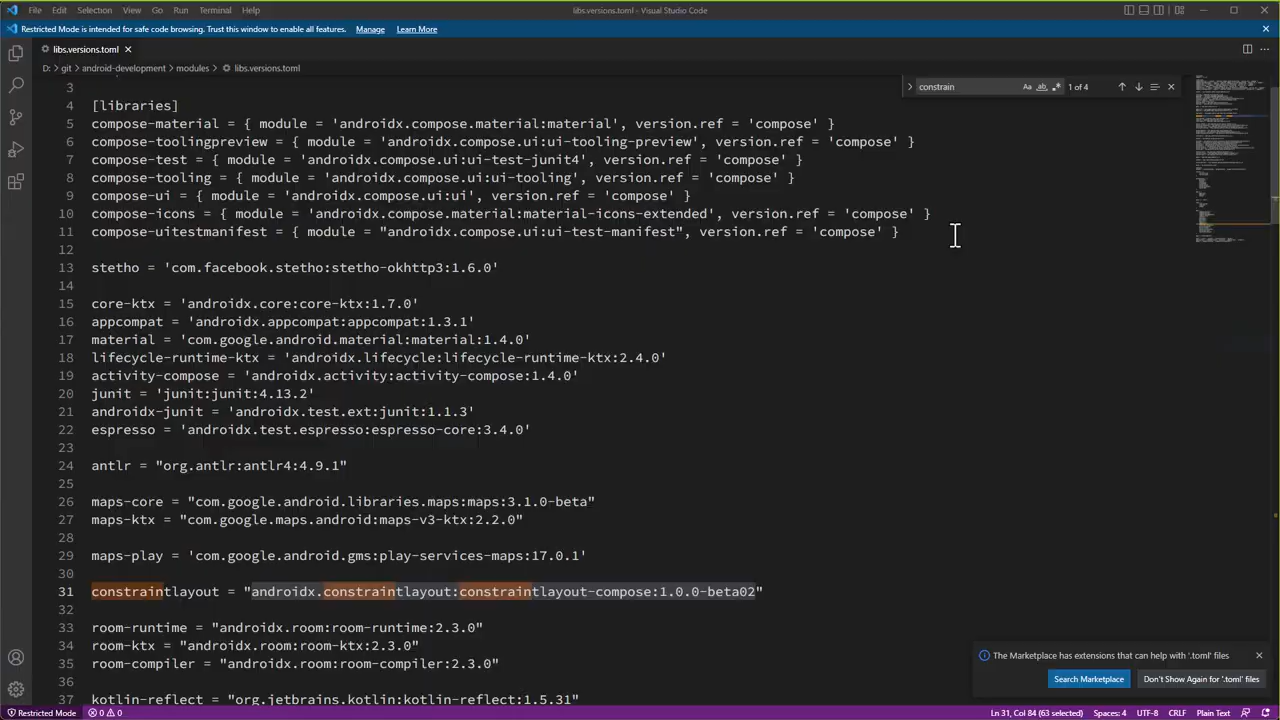 File Edit Selection View Go Run Terminal Help
libs.versions.toml - Visual Studio Code
Restricted Mode is intended for safe code browsing. Trust this window to enable all features. Manage Learn More
libs.versions.toml
D: > git > android-development > modules > libs.versions.toml
constrain
1 of 4
3
4 [libraries]
5 compose-material = { module = 'androidx.compose.material:material', version.ref = 'compose' }
6 compose-toolingpreview = { module = 'androidx.compose.ui:ui-tooling-preview', version.ref = 'compose' }
7 compose-test = { module = 'androidx.compose.ui:ui-test-junit4', version.ref = 'compose' }
8 compose-tooling = { module = 'androidx.compose.ui:ui-tooling', version.ref = 'compose' }
9 compose-ui = { module = 'androidx.compose.ui:ui', version.ref = 'compose' }
10 compose-icons = { module = 'androidx.compose.material:material-icons-extended', version.ref = 'compose' }
11 compose-uitestmanifest = { module = "androidx.compose.ui:ui-test-manifest", version.ref = 'compose' }
12
13 stetho = 'com.facebook.stetho:stetho-okhttp3:1.6.0'
14
15 core-ktx = 'androidx.core:core-ktx:1.7.0'
16 appcompat = 'androidx.appcompat:appcompat:1.3.1'
17 material = 'com.google.android.material:material:1.4.0'
18 lifecycle-runtime-ktx = 'androidx.lifecycle:lifecycle-runtime-ktx:2.4.0'
19 activity-compose = 'androidx.activity:activity-compose:1.4.0'
20 junit = 'junit:junit:4.13.2'
21 androidx-junit = 'androidx.test.ext:junit:1.1.3'
22 espresso = 'androidx.test.espresso:espresso-core:3.4.0'
23
24 antlr = "org.antlr:antlr4:4.9.1"
25
26 maps-core = "com.google.android.libraries.maps:maps:3.1.0-beta"
27 maps-ktx = "com.google.maps.android:maps-v3-ktx:2.2.0"
28
29 maps-play = 'com.google.android.gms:play-services-maps:17.0.1'
30
31 constraintlayout = "androidx.constraintlayout:constraintlayout-compose:1.0.0-beta02"
32
33 room-runtime = "androidx.room:room-runtime:2.3.0"
34 room-ktx = "androidx.room:room-ktx:2.3.0"
35 room-compiler = "androidx.room:room-compiler:2.3.0"
36
37 kotlin-reflect = "org.jetbrains.kotlin:kotlin-reflect:1.5.31"
The Marketplace has extensions that can help with '.toml' files
Search Marketplace Don't Show Again for '.toml' files
Restricted Mode 0 0 Ln 31, Col 84 (63 selected) Spaces: 4 UTF-8 CRLF Plain Text